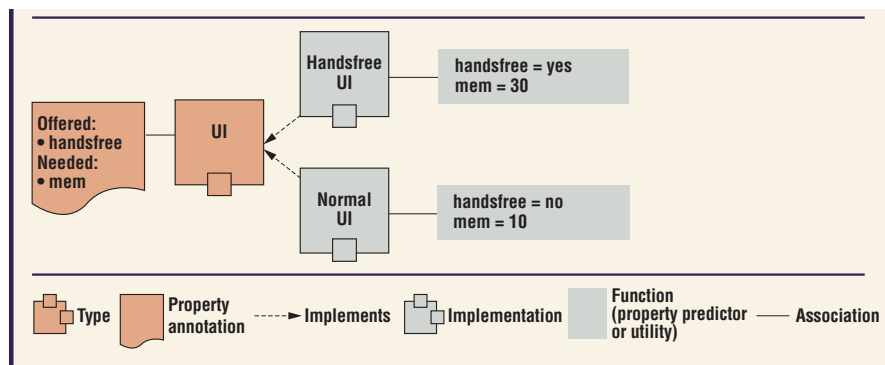 Offered:
• handsfree
Needed:
• mem
UI
Handsfree
UI
handsfree = yes
mem = 30
Normal
UI
handsfree = no
mem = 10
Type
Property
annotation
Implements
Implementation
Function
(property predictor
or utility)
Association